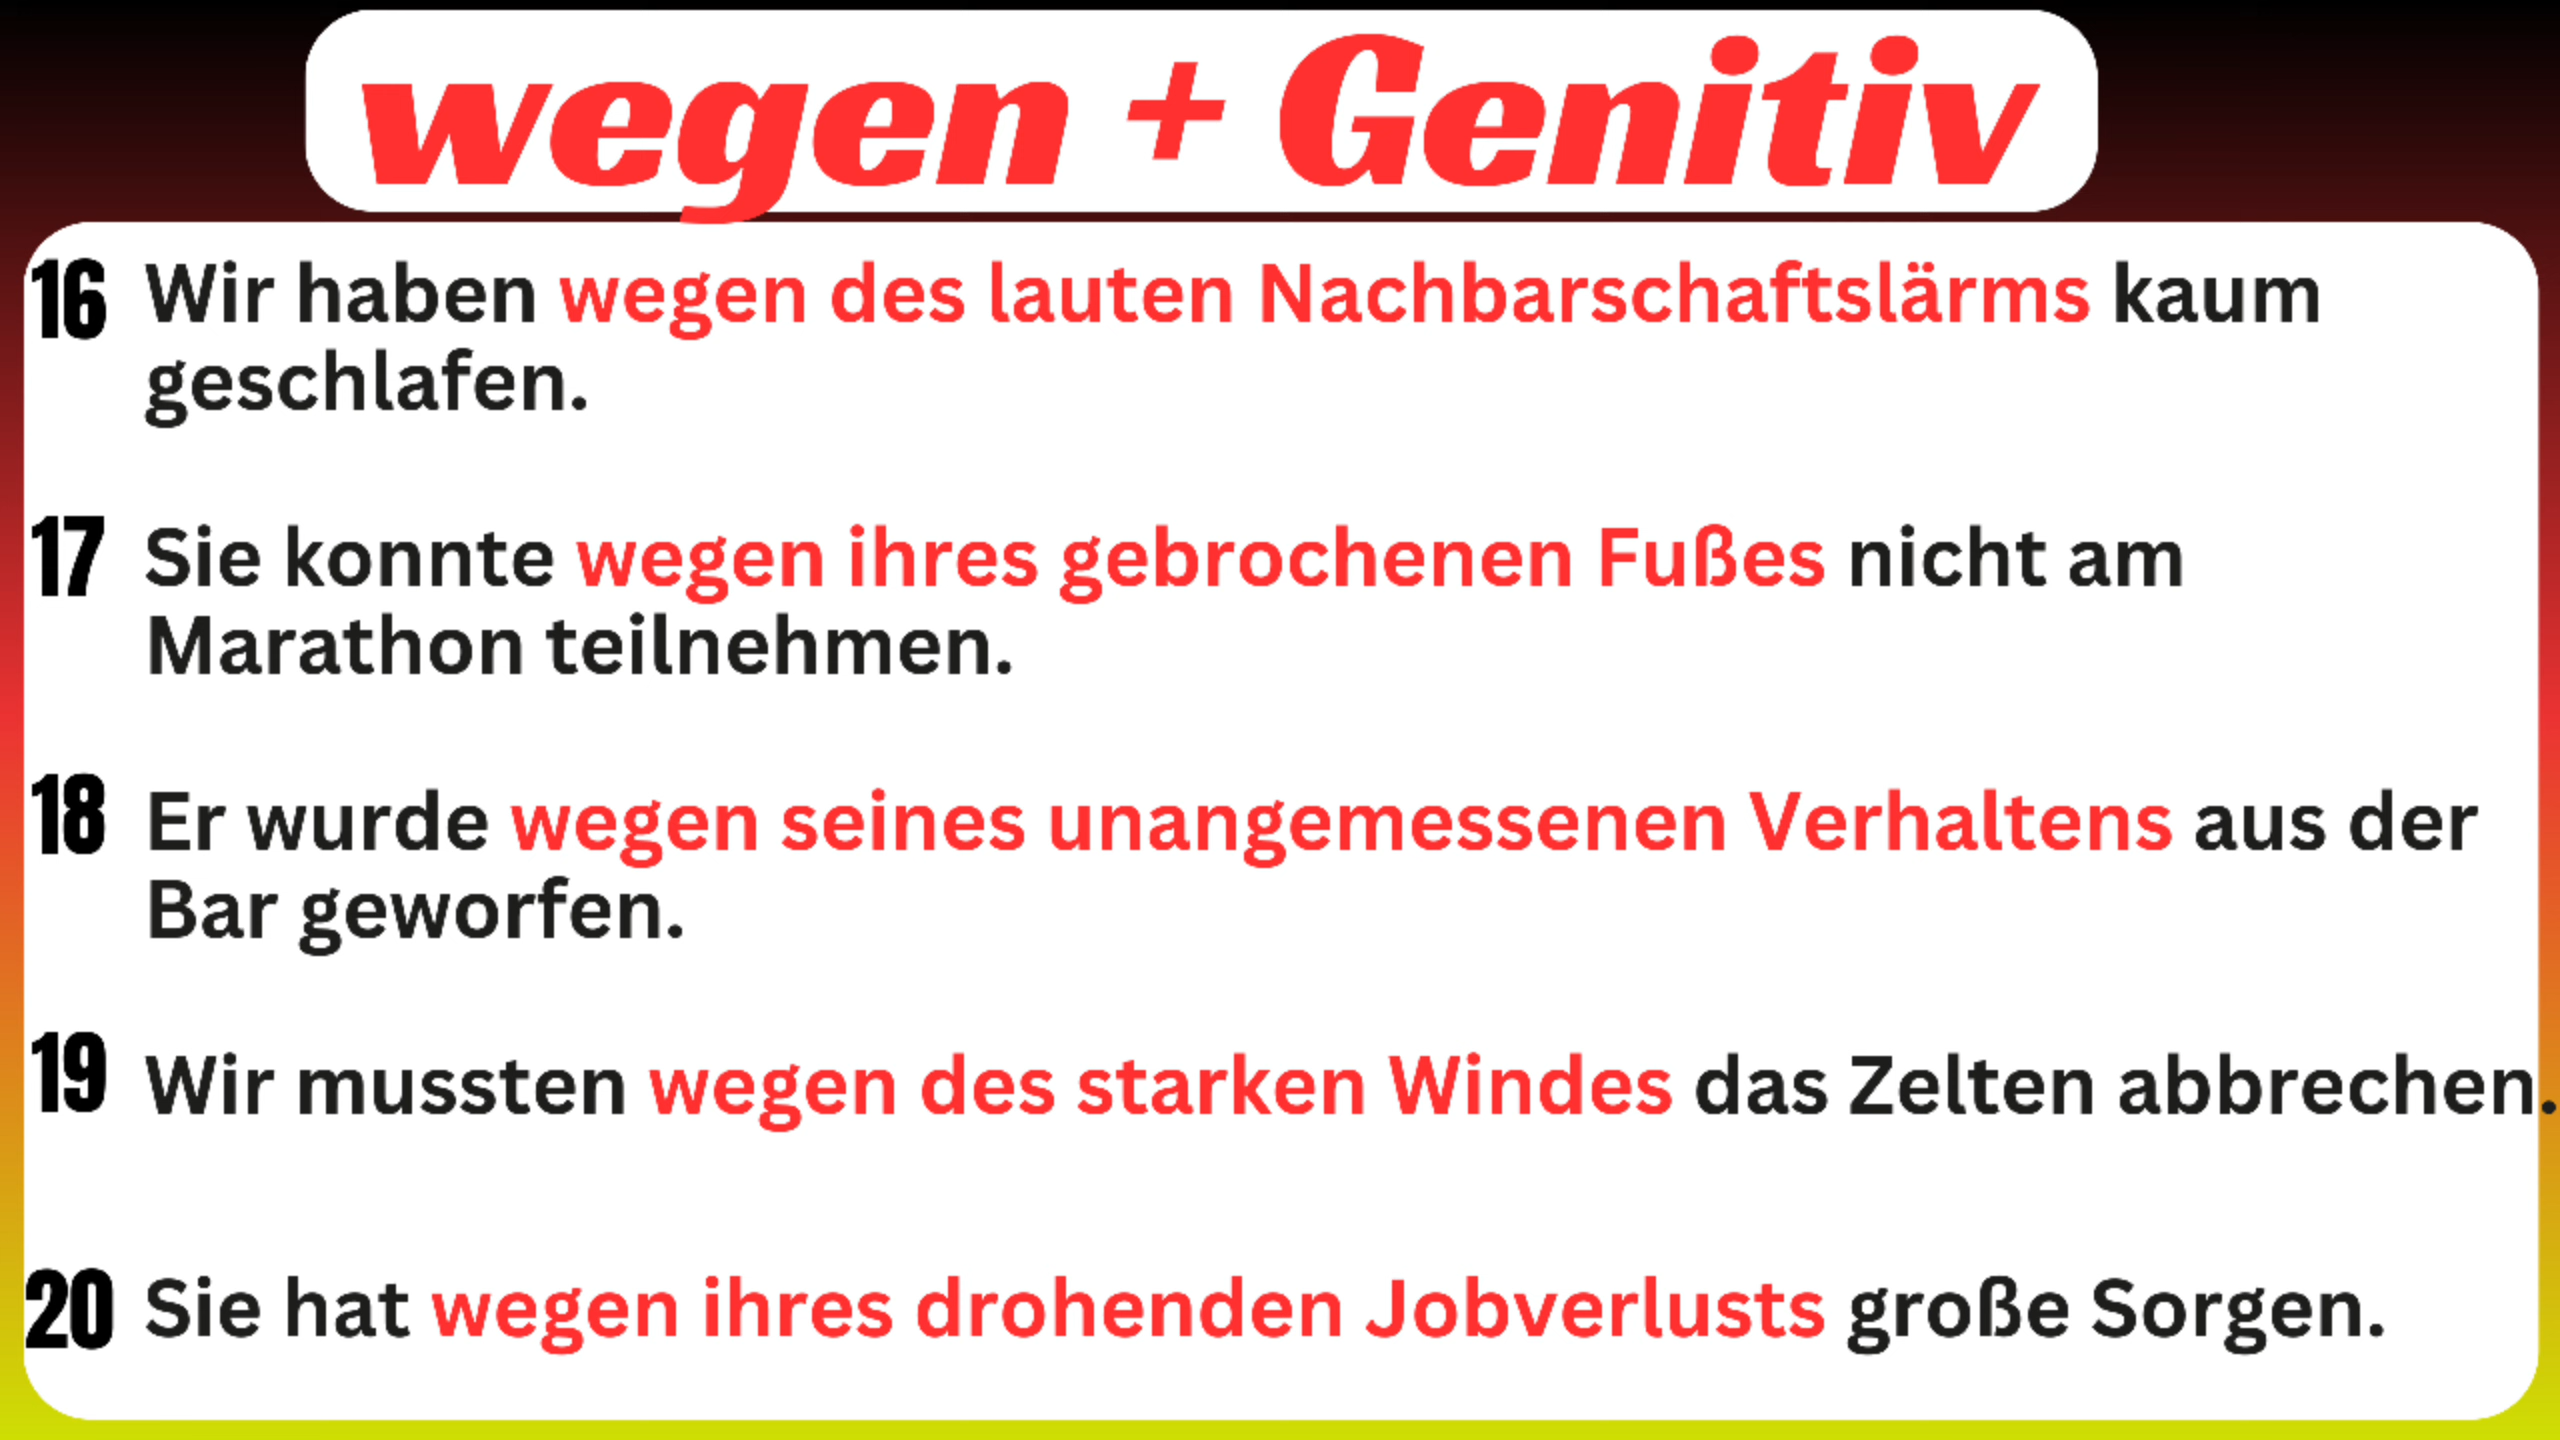 wegen + Genitiv
16 Wir haben wegen des lauten Nachbarschaftslärms kaum
geschlafen.
17 Sie konnte wegen ihres gebrochenen Fußes nicht am
Marathon teilnehmen.
18 Er wurde wegen seines unangemessenen Verhaltens aus der
Bar geworfen.
19 Wir mussten wegen des starken Windes das Zelten abbrechen.
20 Sie hat wegen ihres drohenden Jobverlusts große Sorgen.